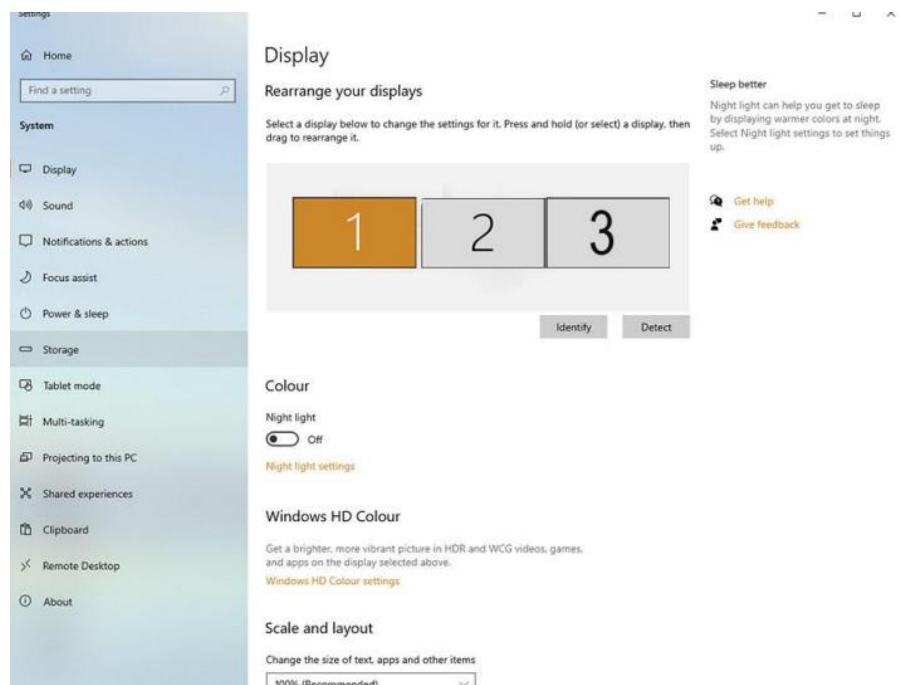 Settings
Home
Find a setting
System
Display
Sound
Notifications & actions
Focus assist
Power & sleep
Storage
Tablet mode
Multi-tasking
Projecting to this PC
Shared experiences
Clipboard
Remote Desktop
About
Display
Rearrange your displays
Select a display below to change the settings for it. Press and hold (or select) a display, then
drag to rearrange it.
1 2 3
Identify Detect
Colour
Night light
Off
Night light settings
Windows HD Colour
Get a brighter, more vibrant picture in HDR and WCG videos, games,
and apps on the display selected above.
Windows HD Colour settings
Scale and layout
Change the size of text, apps and other items
100% (Recommended)
Sleep better
Night light can help you get to sleep
by displaying warmer colors at night.
Select Night light settings to set things
up.
Get help
Give feedback